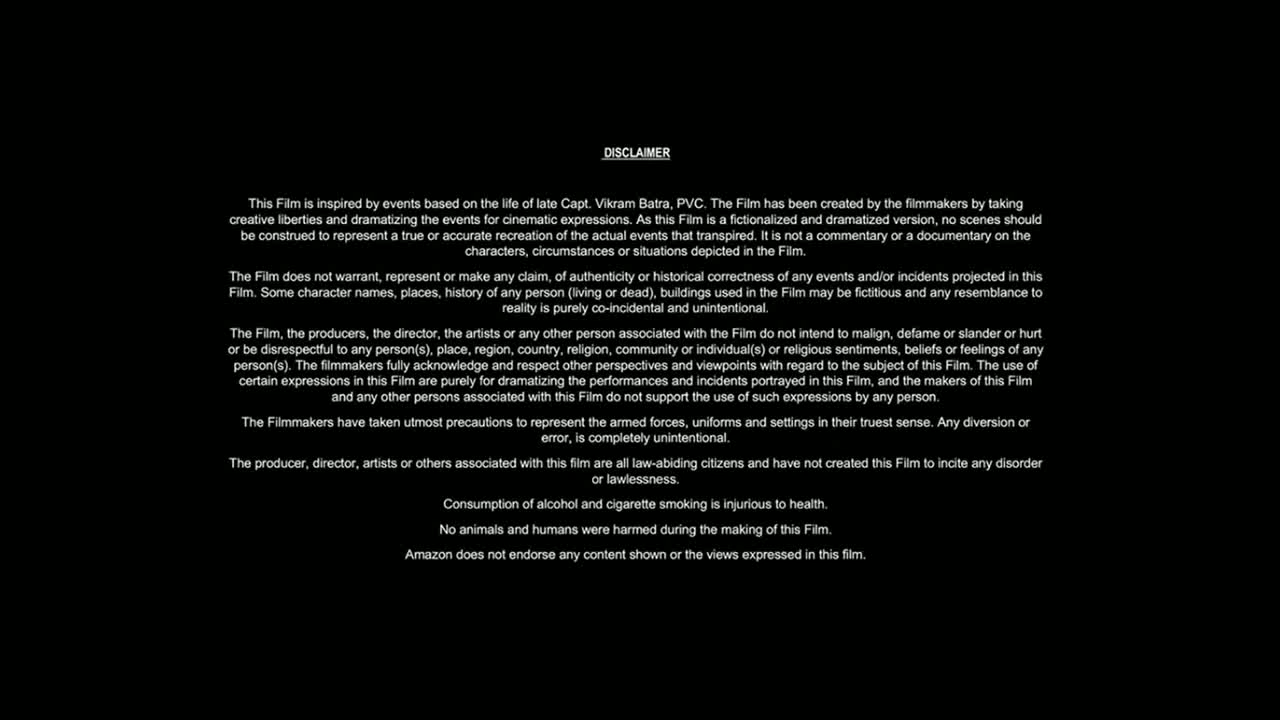 DISCLAIMER
This Film is inspired by events based on the life of late Capt. Vikram Batra, PVC. The Film has been created by the filmmakers by taking
creative liberties and dramatizing the events for cinematic expressions. As this Film is a fictionalized and dramatized version, no scenes should
be construed to represent a true or accurate recreation of the actual events that transpired. It is not a commentary or a documentary on the
characters, circumstances or situations depicted in the Film.
The Film does not warrant, represent or make any claim, of authenticity or historical correctness of any events and/or incidents projected in this
Film. Some character names, places, history of any person (living or dead), buildings used in the Film may be fictitious and any resemblance to
reality is purely co-incidental and unintentional.
The Film, the producers, the director, the artists or any other person associated with the Film do not intend to malign, defame or slander or hurt
or be disrespectful to any person(s), place, region, country, religion, community or individual(s) or religious sentiments, beliefs or feelings of any
person(s). The filmmakers fully acknowledge and respect other perspectives and viewpoints with regard to the subject of this Film. The use of
certain expressions in this Film are purely for dramatizing the performances and incidents portrayed in this Film, and the makers of this Film
and any other persons associated with this Film do not support the use of such expressions by any person.
The Filmmakers have taken utmost precautions to represent the armed forces, uniforms and settings in their truest sense. Any diversion or
error, is completely unintentional.
The producer, director, artists or others associated with this film are all law-abiding citizens and have not created this Film to incite any disorder
or lawlessness.
Consumption of alcohol and cigarette smoking is injurious to health.
No animals and humans were harmed during the making of this Film.
Amazon does not endorse any content shown or the views expressed in this film.